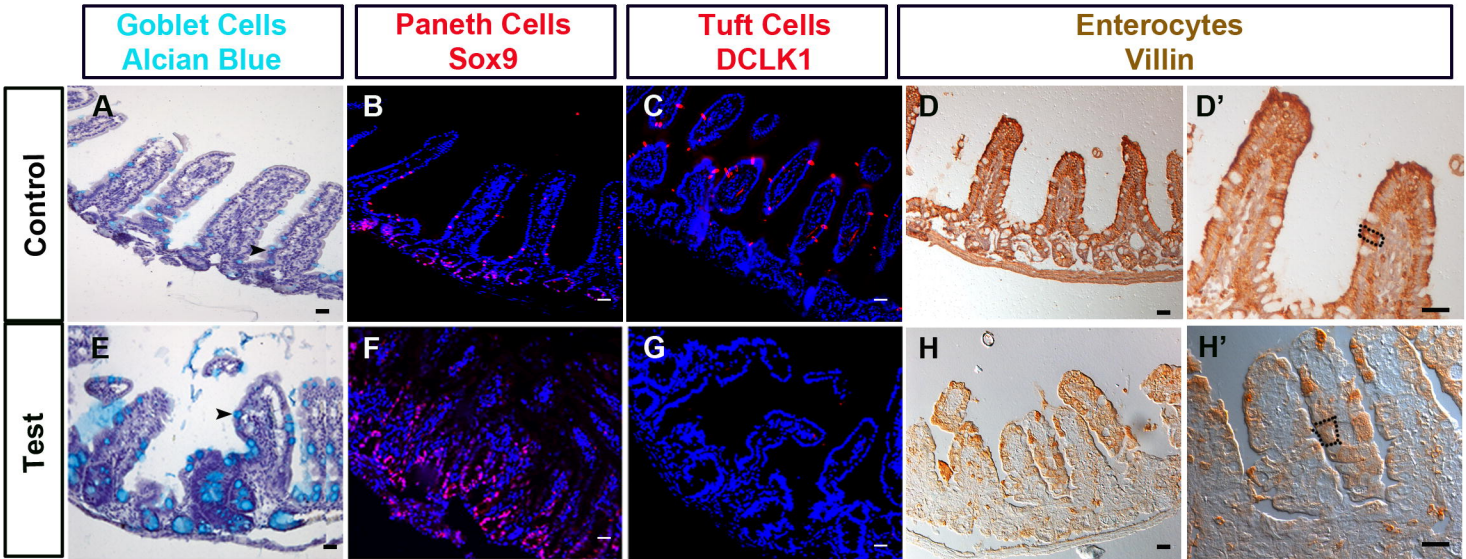 Goblet Cells
Alcian Blue
Paneth Cells
Sox9
Tuft Cells
DCLK1
Enterocytes
Villin
Control
A
B
C
D
D’
Test
E
F
G
H
H’